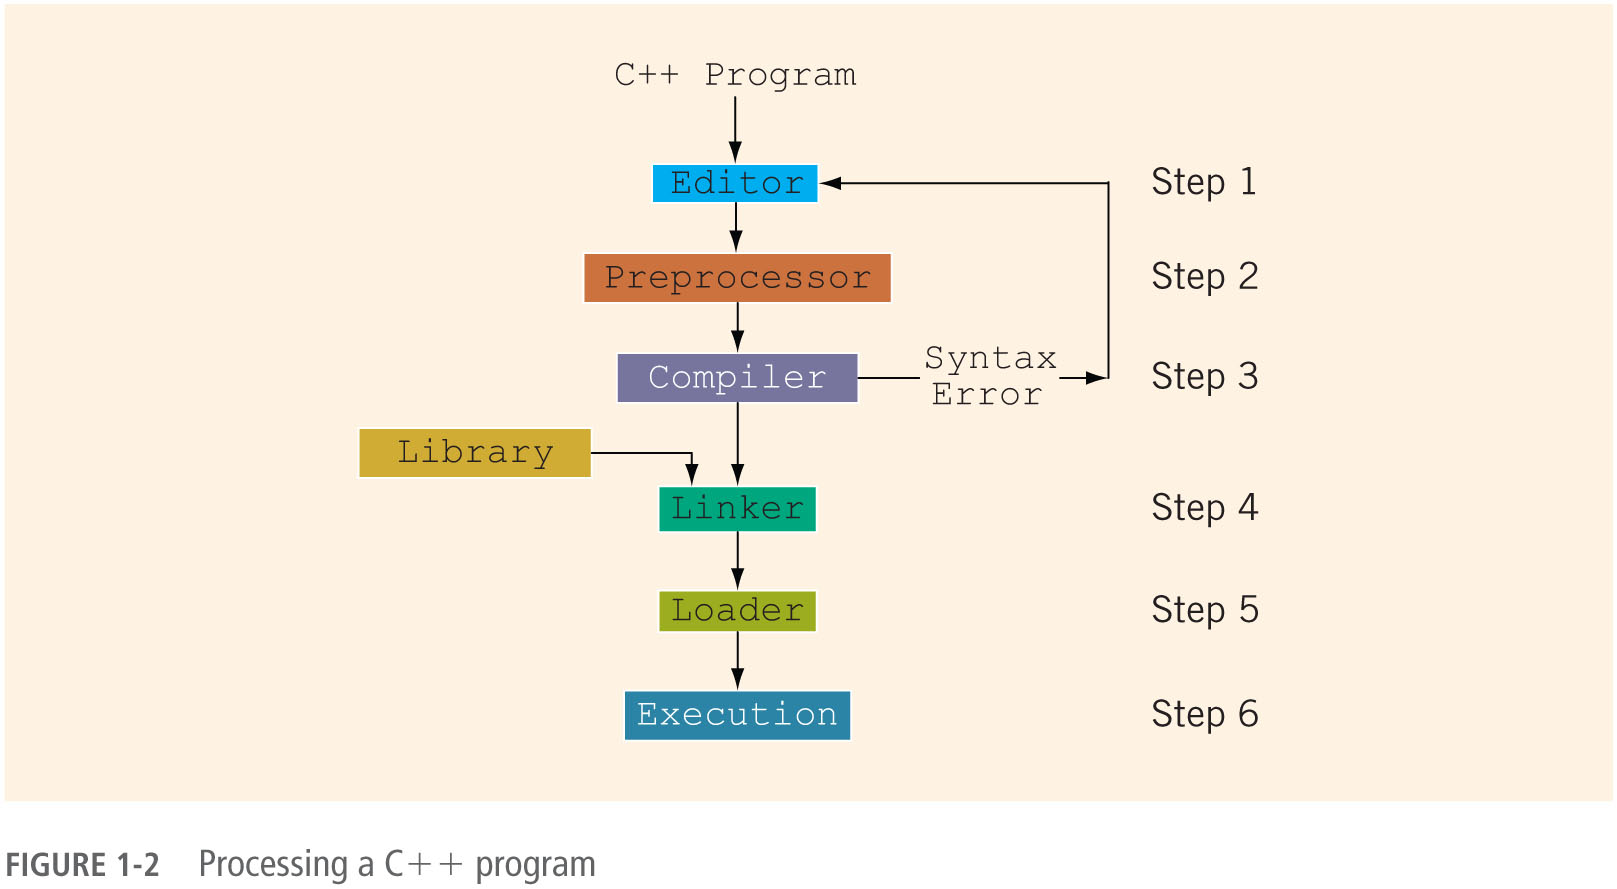 C++ Program
Editor
Step 1
Preprocessor
Step 2
Compiler
Syntax
Error
Step 3
Library
Linker
Step 4
Loader
Step 5
Execution
Step 6
FIGURE 1-2 Processing a C++ program